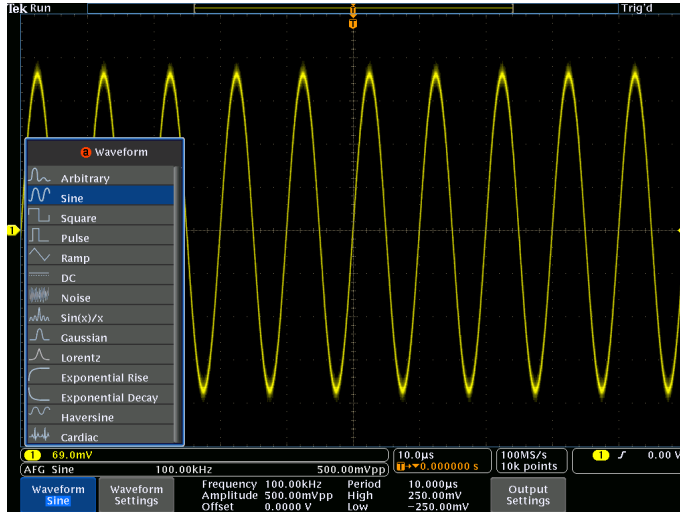 Tek Run Trig'd
T
T
a Waveform
Arbitrary
Sine
Square
Pulse
Ramp
DC
Noise
Sin(x)/x
Gaussian
Lorentz
Exponential Rise
Exponential Decay
Haversine
Cardiac
1
1 69.0mV
AFG Sine 100.00kHz 500.00mVpp
10.0µs
T→▼0.000000 s
100MS/s
10k points
1 0.00 V
Waveform
Sine
Waveform
Settings
Frequency 100.00kHz Period 10.000µs
Amplitude 500.00mVpp High 250.00mV
Offset 0.0000 V Low −250.00mV
Output
Settings